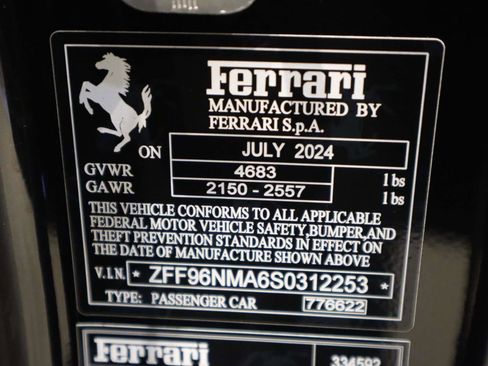 Ferrari
MANUFACTURED BY
FERRARI S.p.A.
ON JULY 2024
GVWR 4683 lbs
GAWR 2150 - 2557 lbs
THIS VEHICLE CONFORMS TO ALL APPLICABLE
FEDERAL MOTOR VEHICLE SAFETY,BUMPER,AND
THEFT PREVENTION STANDARDS IN EFFECT ON
THE DATE OF MANUFACTURE SHOWN ABOVE
V.I.N. * ZFF96NMA6S0312253 *
TYPE: PASSENGER CAR 776622
Ferrari 334592